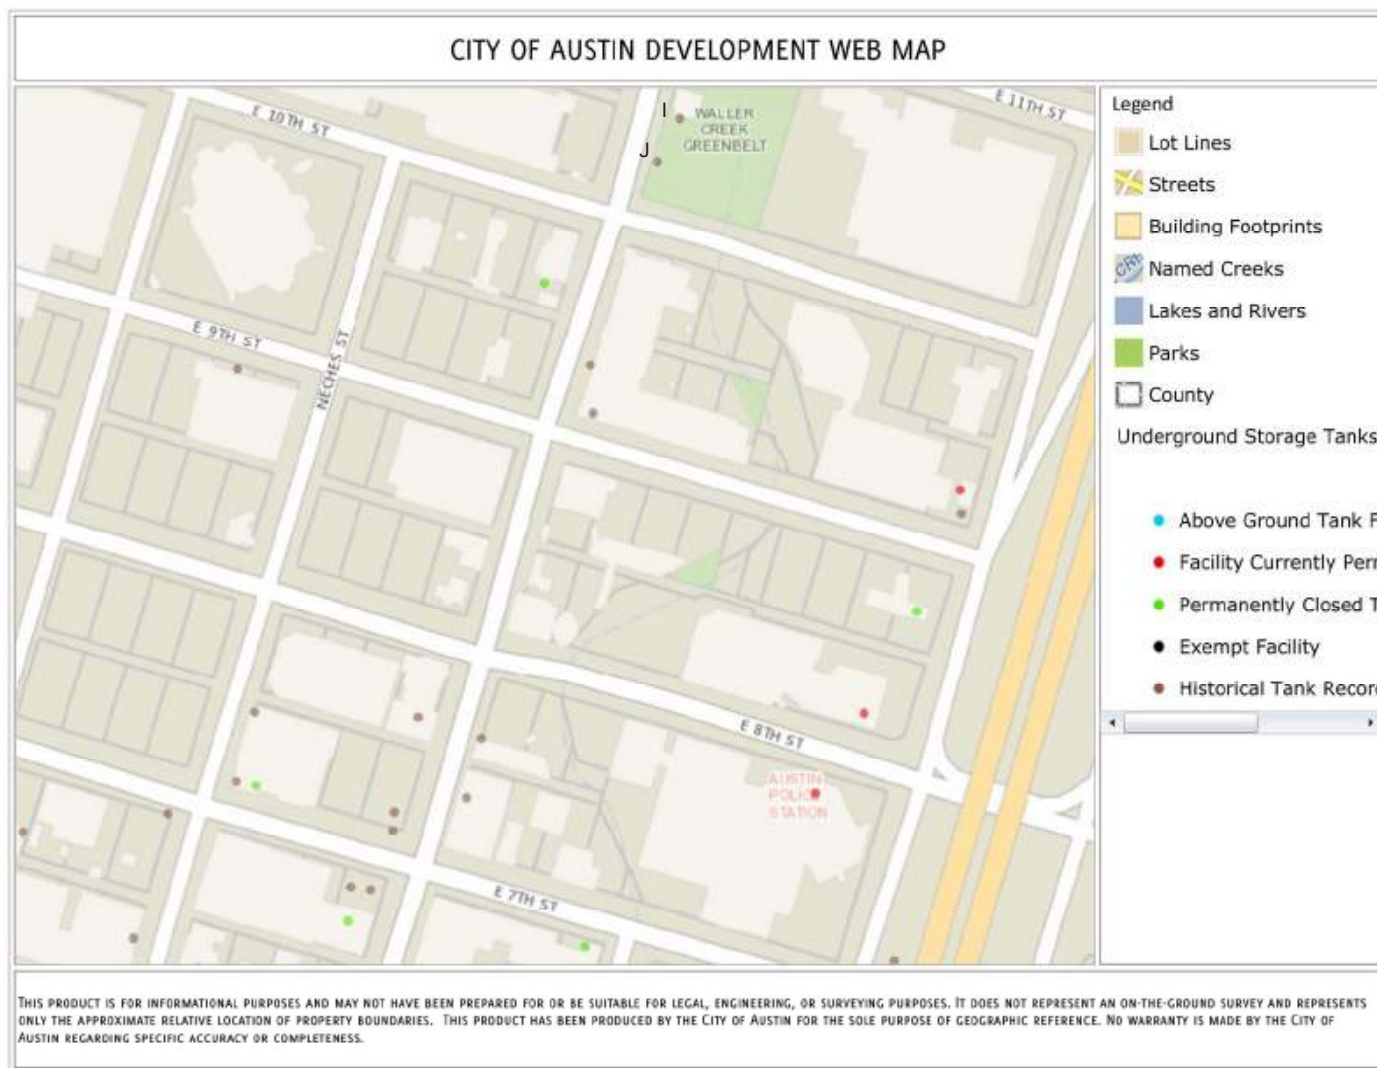 CITY OF AUSTIN DEVELOPMENT WEB MAP
E 10TH ST
I
WALLER
CREEK
GREENBELT
J
E 11TH ST
E 9TH ST
NECHES ST
E 8TH ST
AUSTIN
POLICE
STATION
E 7TH ST
Legend
Lot Lines
Streets
Building Footprints
CRE
Named Creeks
Lakes and Rivers
Parks
County
Underground Storage Tanks
Above Ground Tank F
Facility Currently Perr
Permanently Closed T
Exempt Facility
Historical Tank Recor
THIS PRODUCT IS FOR INFORMATIONAL PURPOSES AND MAY NOT HAVE BEEN PREPARED FOR OR BE SUITABLE FOR LEGAL, ENGINEERING, OR SURVEYING PURPOSES. IT DOES NOT REPRESENT AN ON-THE-GROUND SURVEY AND REPRESENTS
ONLY THE APPROXIMATE RELATIVE LOCATION OF PROPERTY BOUNDARIES. THIS PRODUCT HAS BEEN PRODUCED BY THE CITY OF AUSTIN FOR THE SOLE PURPOSE OF GEOGRAPHIC REFERENCE. NO WARRANTY IS MADE BY THE CITY OF
AUSTIN REGARDING SPECIFIC ACCURACY OR COMPLETENESS.